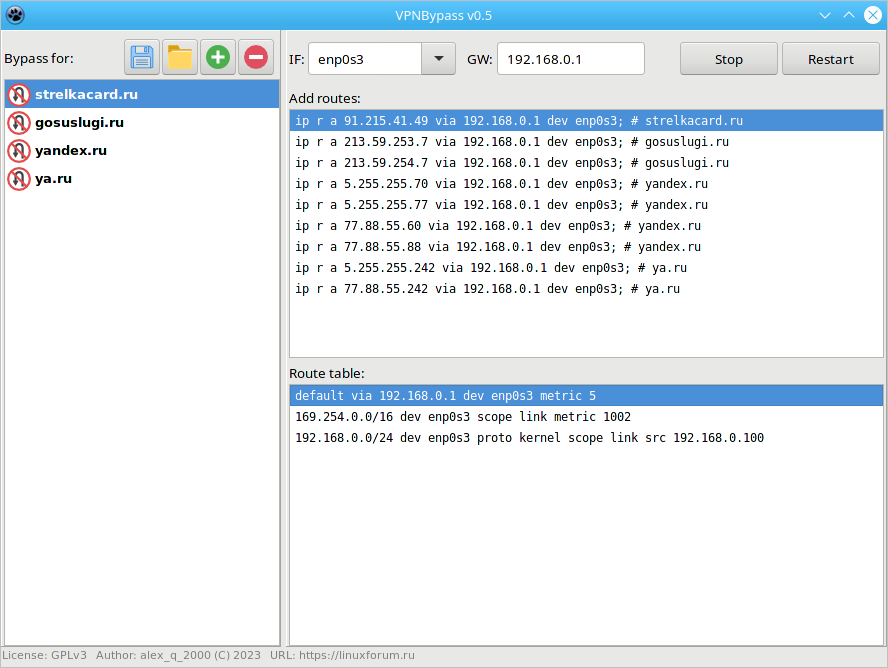 VPNBypass v0.5
Bypass for:
strelkacard.ru
gosuslugi.ru
yandex.ru
ya.ru
IF: enp0s3 GW: 192.168.0.1 Stop Restart
Add routes:
ip r a 91.215.41.49 via 192.168.0.1 dev enp0s3; # strelkacard.ru
ip r a 213.59.253.7 via 192.168.0.1 dev enp0s3; # gosuslugi.ru
ip r a 213.59.254.7 via 192.168.0.1 dev enp0s3; # gosuslugi.ru
ip r a 5.255.255.70 via 192.168.0.1 dev enp0s3; # yandex.ru
ip r a 5.255.255.77 via 192.168.0.1 dev enp0s3; # yandex.ru
ip r a 77.88.55.60 via 192.168.0.1 dev enp0s3; # yandex.ru
ip r a 77.88.55.88 via 192.168.0.1 dev enp0s3; # yandex.ru
ip r a 5.255.255.242 via 192.168.0.1 dev enp0s3; # ya.ru
ip r a 77.88.55.242 via 192.168.0.1 dev enp0s3; # ya.ru
Route table:
default via 192.168.0.1 dev enp0s3 metric 5
169.254.0.0/16 dev enp0s3 scope link metric 1002
192.168.0.0/24 dev enp0s3 proto kernel scope link src 192.168.0.100
License: GPLv3 Author: alex_q_2000 (C) 2023 URL: https://linuxforum.ru